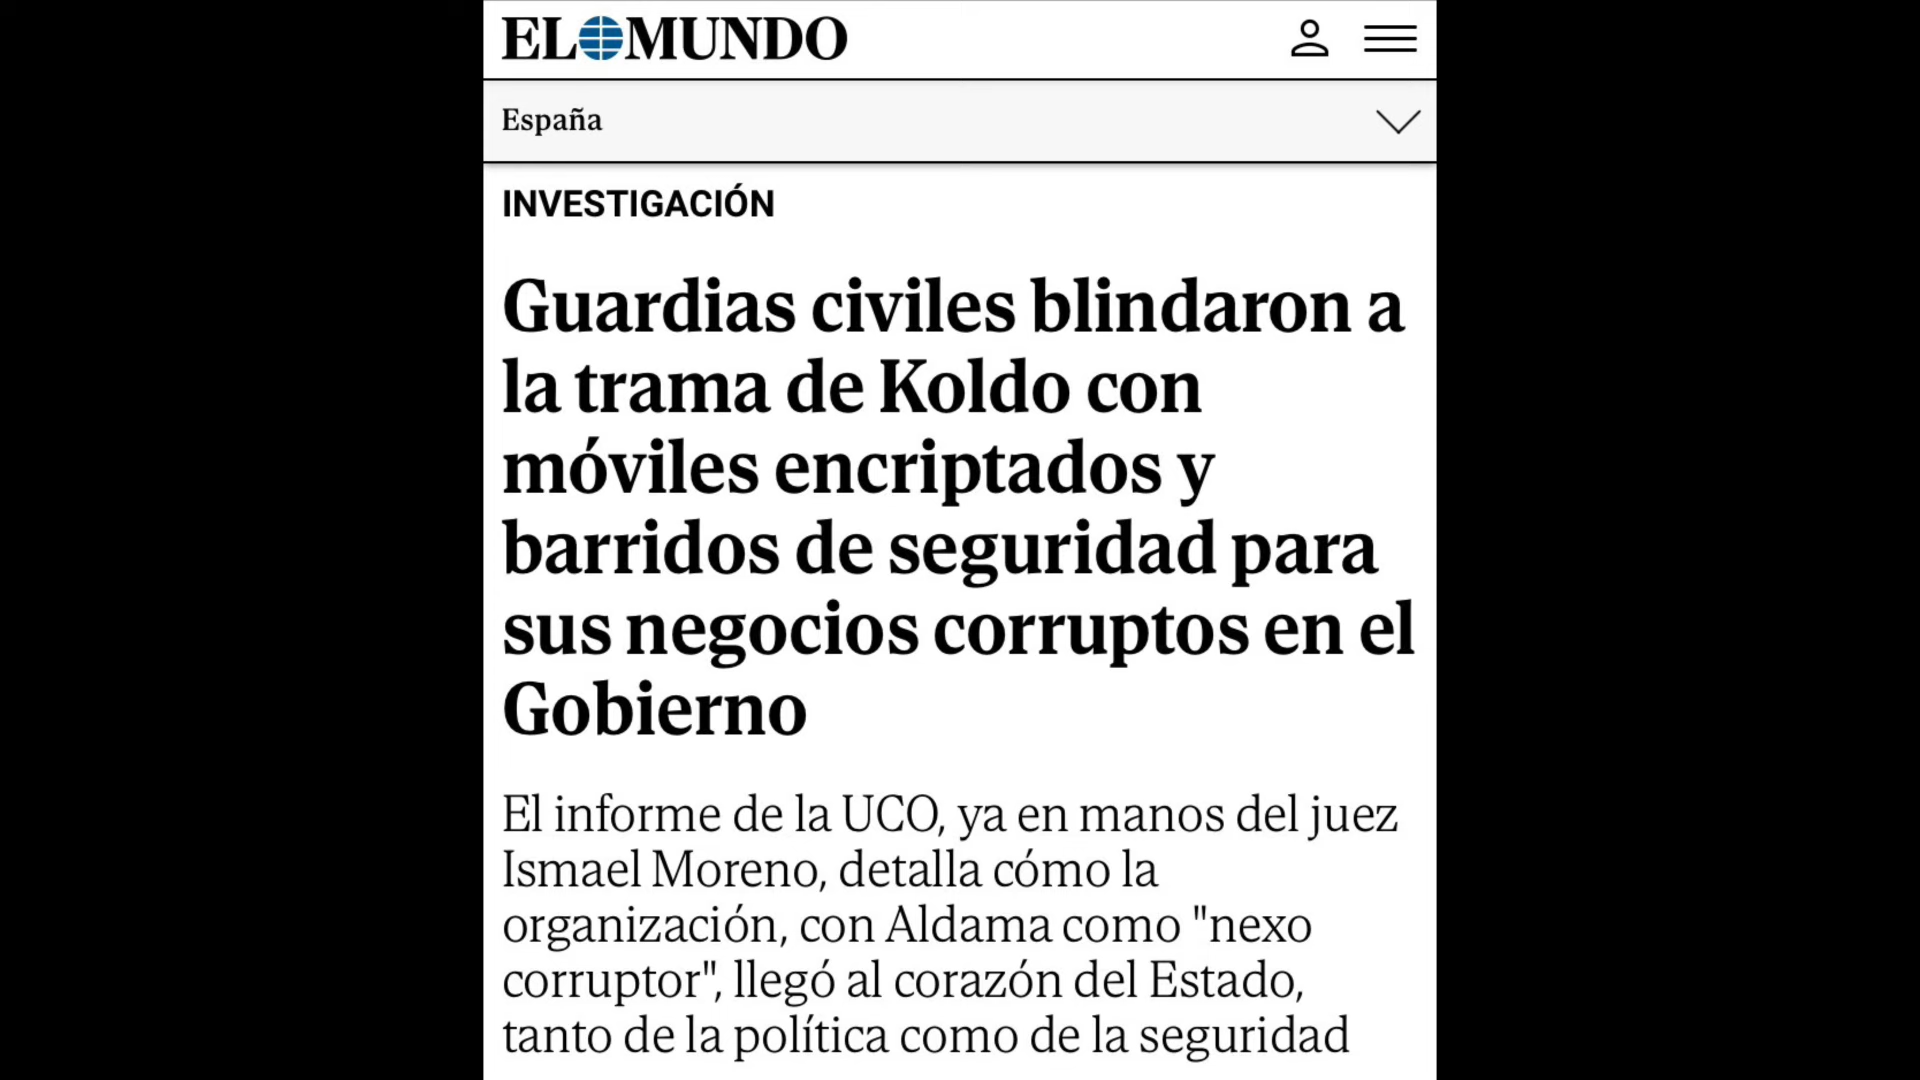 EL MUNDO
España
INVESTIGACIÓN
Guardias civiles blindaron a
la trama de Koldo con
móviles encriptados y
barridos de seguridad para
sus negocios corruptos en el
Gobierno
El informe de la UCO, ya en manos del juez
Ismael Moreno, detalla cómo la
organización, con Aldama como "nexo
corruptor", llegó al corazón del Estado,
tanto de la política como de la seguridad